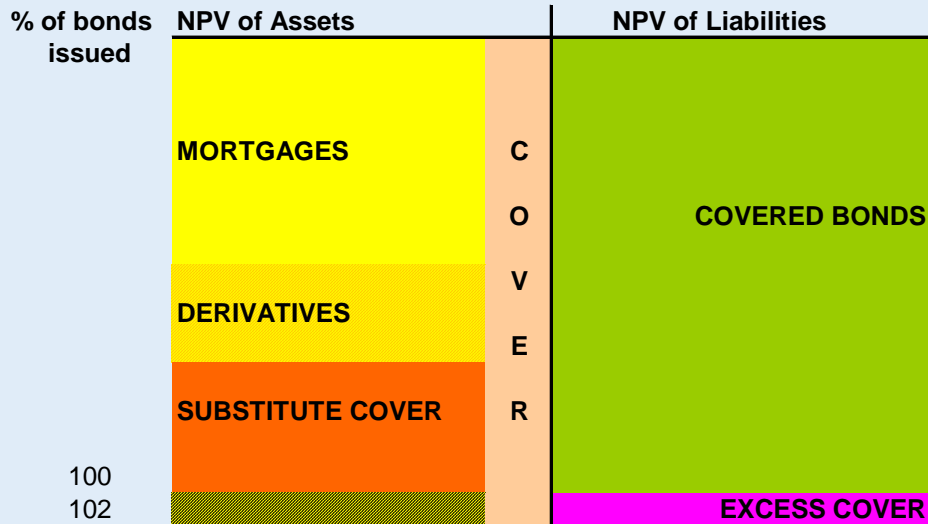 % of bonds NPV of Assets NPV of Liabilities
issued
MORTGAGES C
O COVERED BONDS
V
DERIVATIVES
E
SUBSTITUTE COVER R
100
102 EXCESS COVER